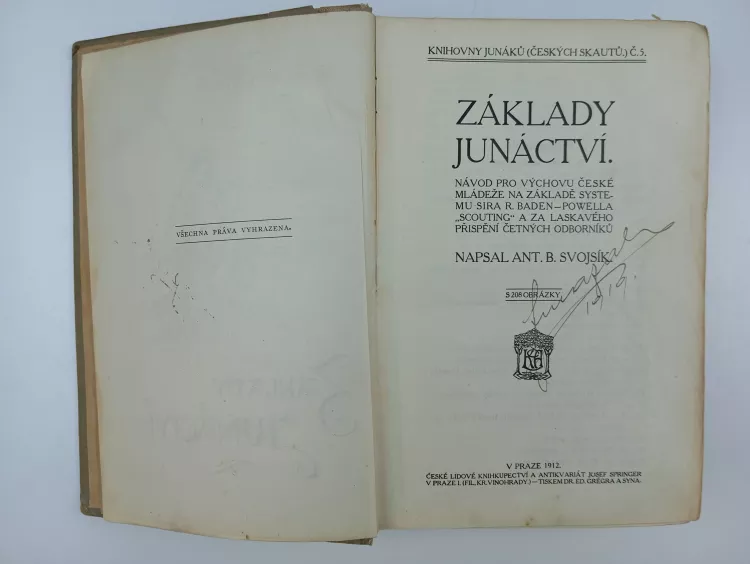 VŠECHNA PRÁVA VYHRAZENA.
KNIHOVNY JUNÁKŮ (ČESKÝCH SKAUTŮ.) Č. 5.
ZÁKLADY
JUNÁCTVÍ.
NÁVOD PRO VÝCHOVU ČESKÉ
MLÁDEŽE NA ZÁKLADĚ SYSTE-
MU SIRA R. BADEN—POWELLA
„SCOUTING“ A ZA LASKAVÉHO
PŘISPĚNÍ ČETNÝCH ODBORNÍKŮ
NAPSAL ANT. B. SVOJSÍK.
S 208 OBRÁZKY.
1913.
V PRAZE 1912.
ČESKÉ LIDOVÉ KNIHKUPECTVÍ A ANTIKVARIÁT JOSEF SPRINGER
V PRAZE I. (FIL. KR. VINOHRADY.) — TISKEM DR. ED. GRÉGRA A SYNA.